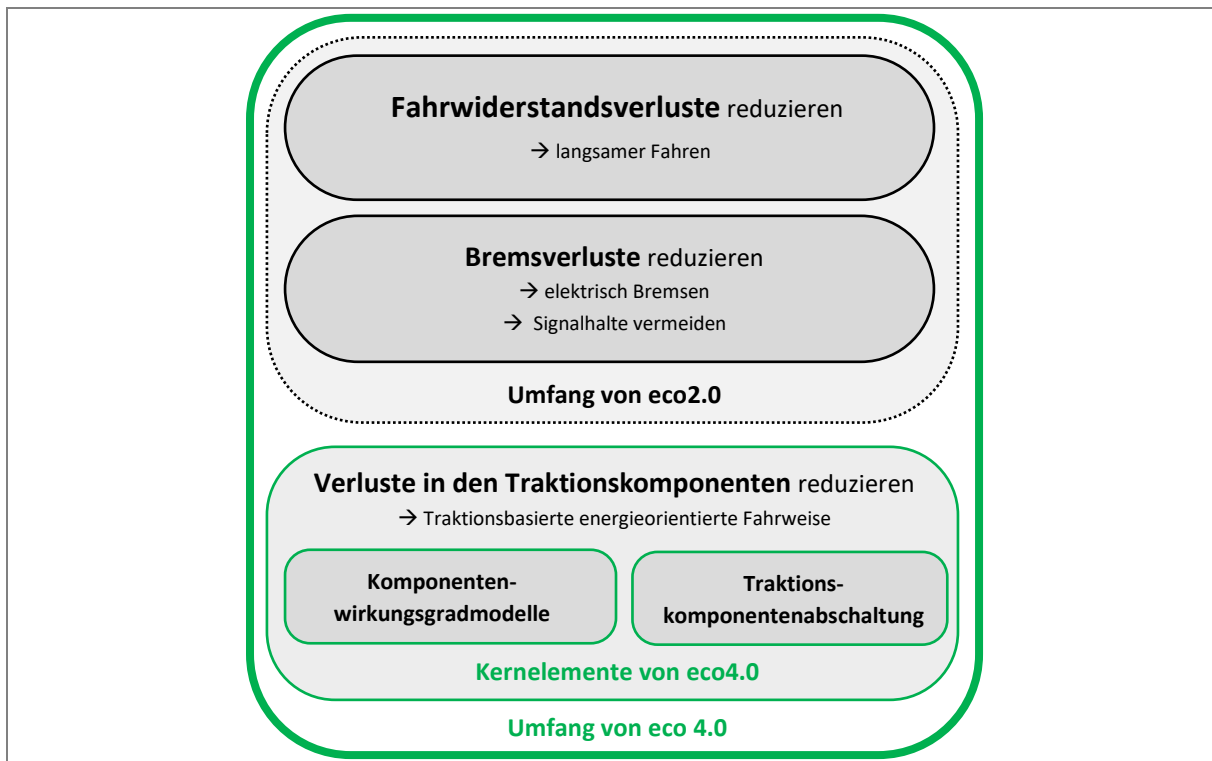 Fahrwiderstandsverluste reduzieren
→ langsamer Fahren
Bremsverluste reduzieren
→ elektrisch Bremsen
→ Signalhalte vermeiden
Umfang von eco2.0
Verluste in den Traktionskomponenten reduzieren
→ Traktionsbasierte energieorientierte Fahrweise
Komponenten-
wirkungsgradmodelle
Traktions-
komponentenabschaltung
Kernelemente von eco4.0
Umfang von eco 4.0